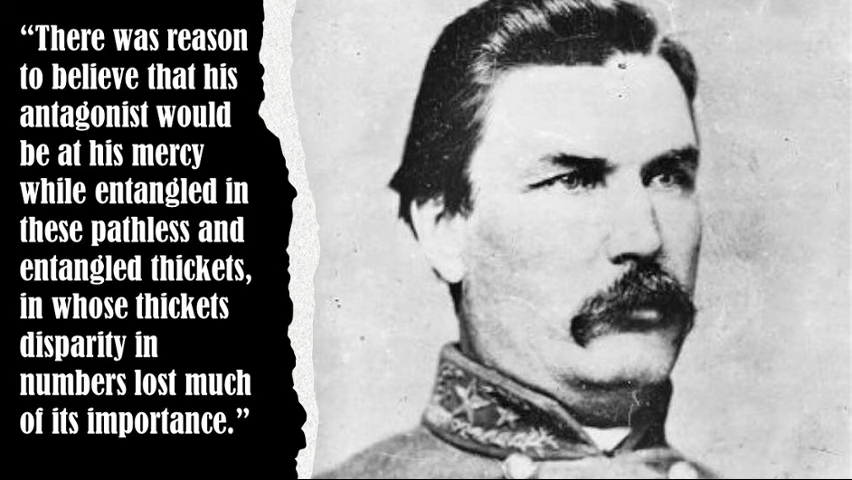 “There was reason
to believe that his
antagonist would
be at his mercy
while entangled in
these pathless and
entangled thickets,
in whose thickets
disparity in
numbers lost much
of its importance.”